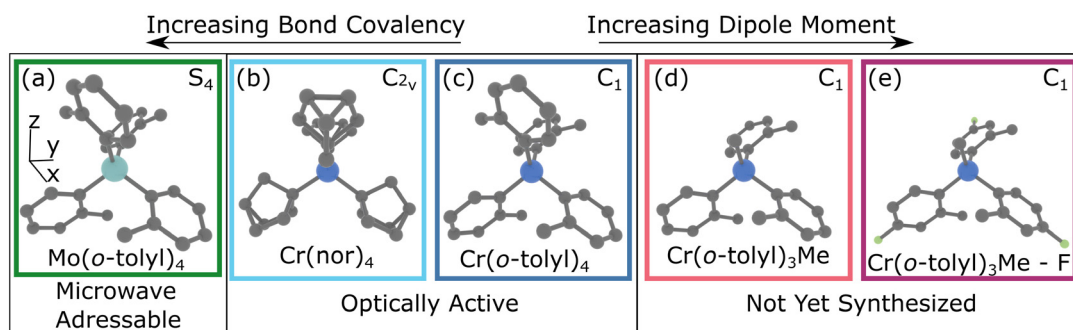 Increasing Bond Covalency
Increasing Dipole Moment
(a) S₄
z
y
x
Mo(o-tolyl)₄
(b) C₂ᵥ
Cr(nor)₄
(c) C₁
Cr(o-tolyl)₄
(d) C₁
Cr(o-tolyl)₃Me
(e) C₁
Cr(o-tolyl)₃Me - F
Microwave
Adressable
Optically Active
Not Yet Synthesized